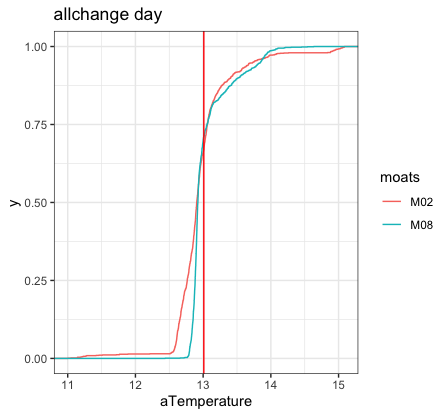 allchange day
1.00
0.75
0.50
0.25
0.00
y
11 12 13 14 15
aTemperature
moats
M02
M08